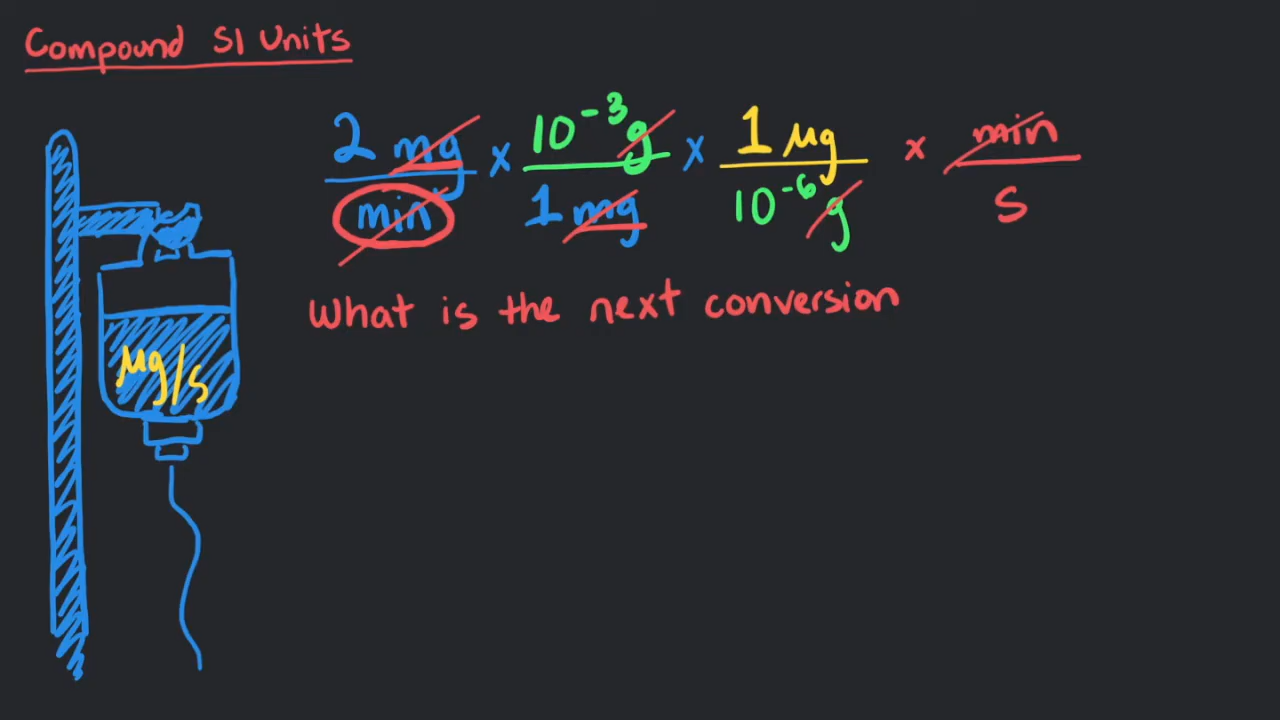 Compound SI Units
2 mg × 10⁻³ g × 1 μg × min
min 1 mg 10⁻⁶ g s
What is the next conversion
μg/s